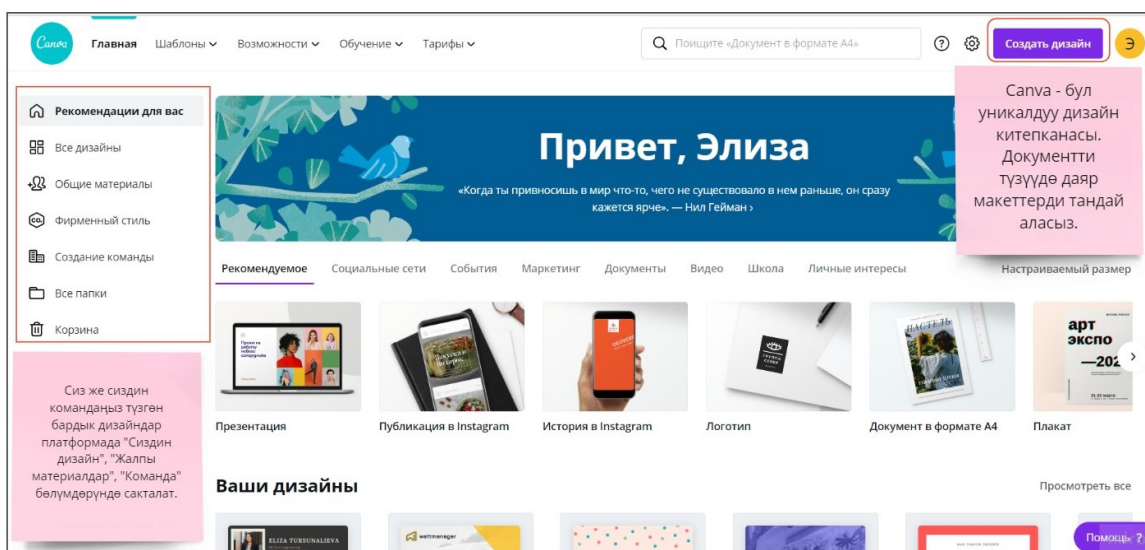 Canva
Главная Шаблоны Возможности Обучение Тарифы
Поищите «Документ в формате A4»
Создать дизайн
Э
Рекомендации для вас
Все дизайны
Общие материалы
co.
Фирменный стиль
Создание команды
Все папки
Корзина
Привет, Элиза
«Когда ты привносишь в мир что-то, чего не существовало в нем раньше, он сразу
кажется ярче». — Нил Гейман ›
Canva - бул
уникалдуу дизайн
китепканасы.
Документти
түзүүдө даяр
макеттерди тандай
аласыз.
Рекомендуемое Социальные сети События Маркетинг Документы Видео Школа Личные интересы
Настраиваемый размер
ПАСТЕЛЬ
арт
экспо
—202
Презентация
Публикация в Instagram
История в Instagram
Логотип
Документ в формате A4
Плакат
Сиз же сиздин
командаңыз түзгөн
бардык дизайндар
платформада "Сиздин
дизайн", "Жалпы
материалдар", "Команда"
бөлүмдөрүндө сакталат.
Ваши дизайны
Просмотреть все
ELIZA TURSUNALIEVA
wattmanager
Помощь ?